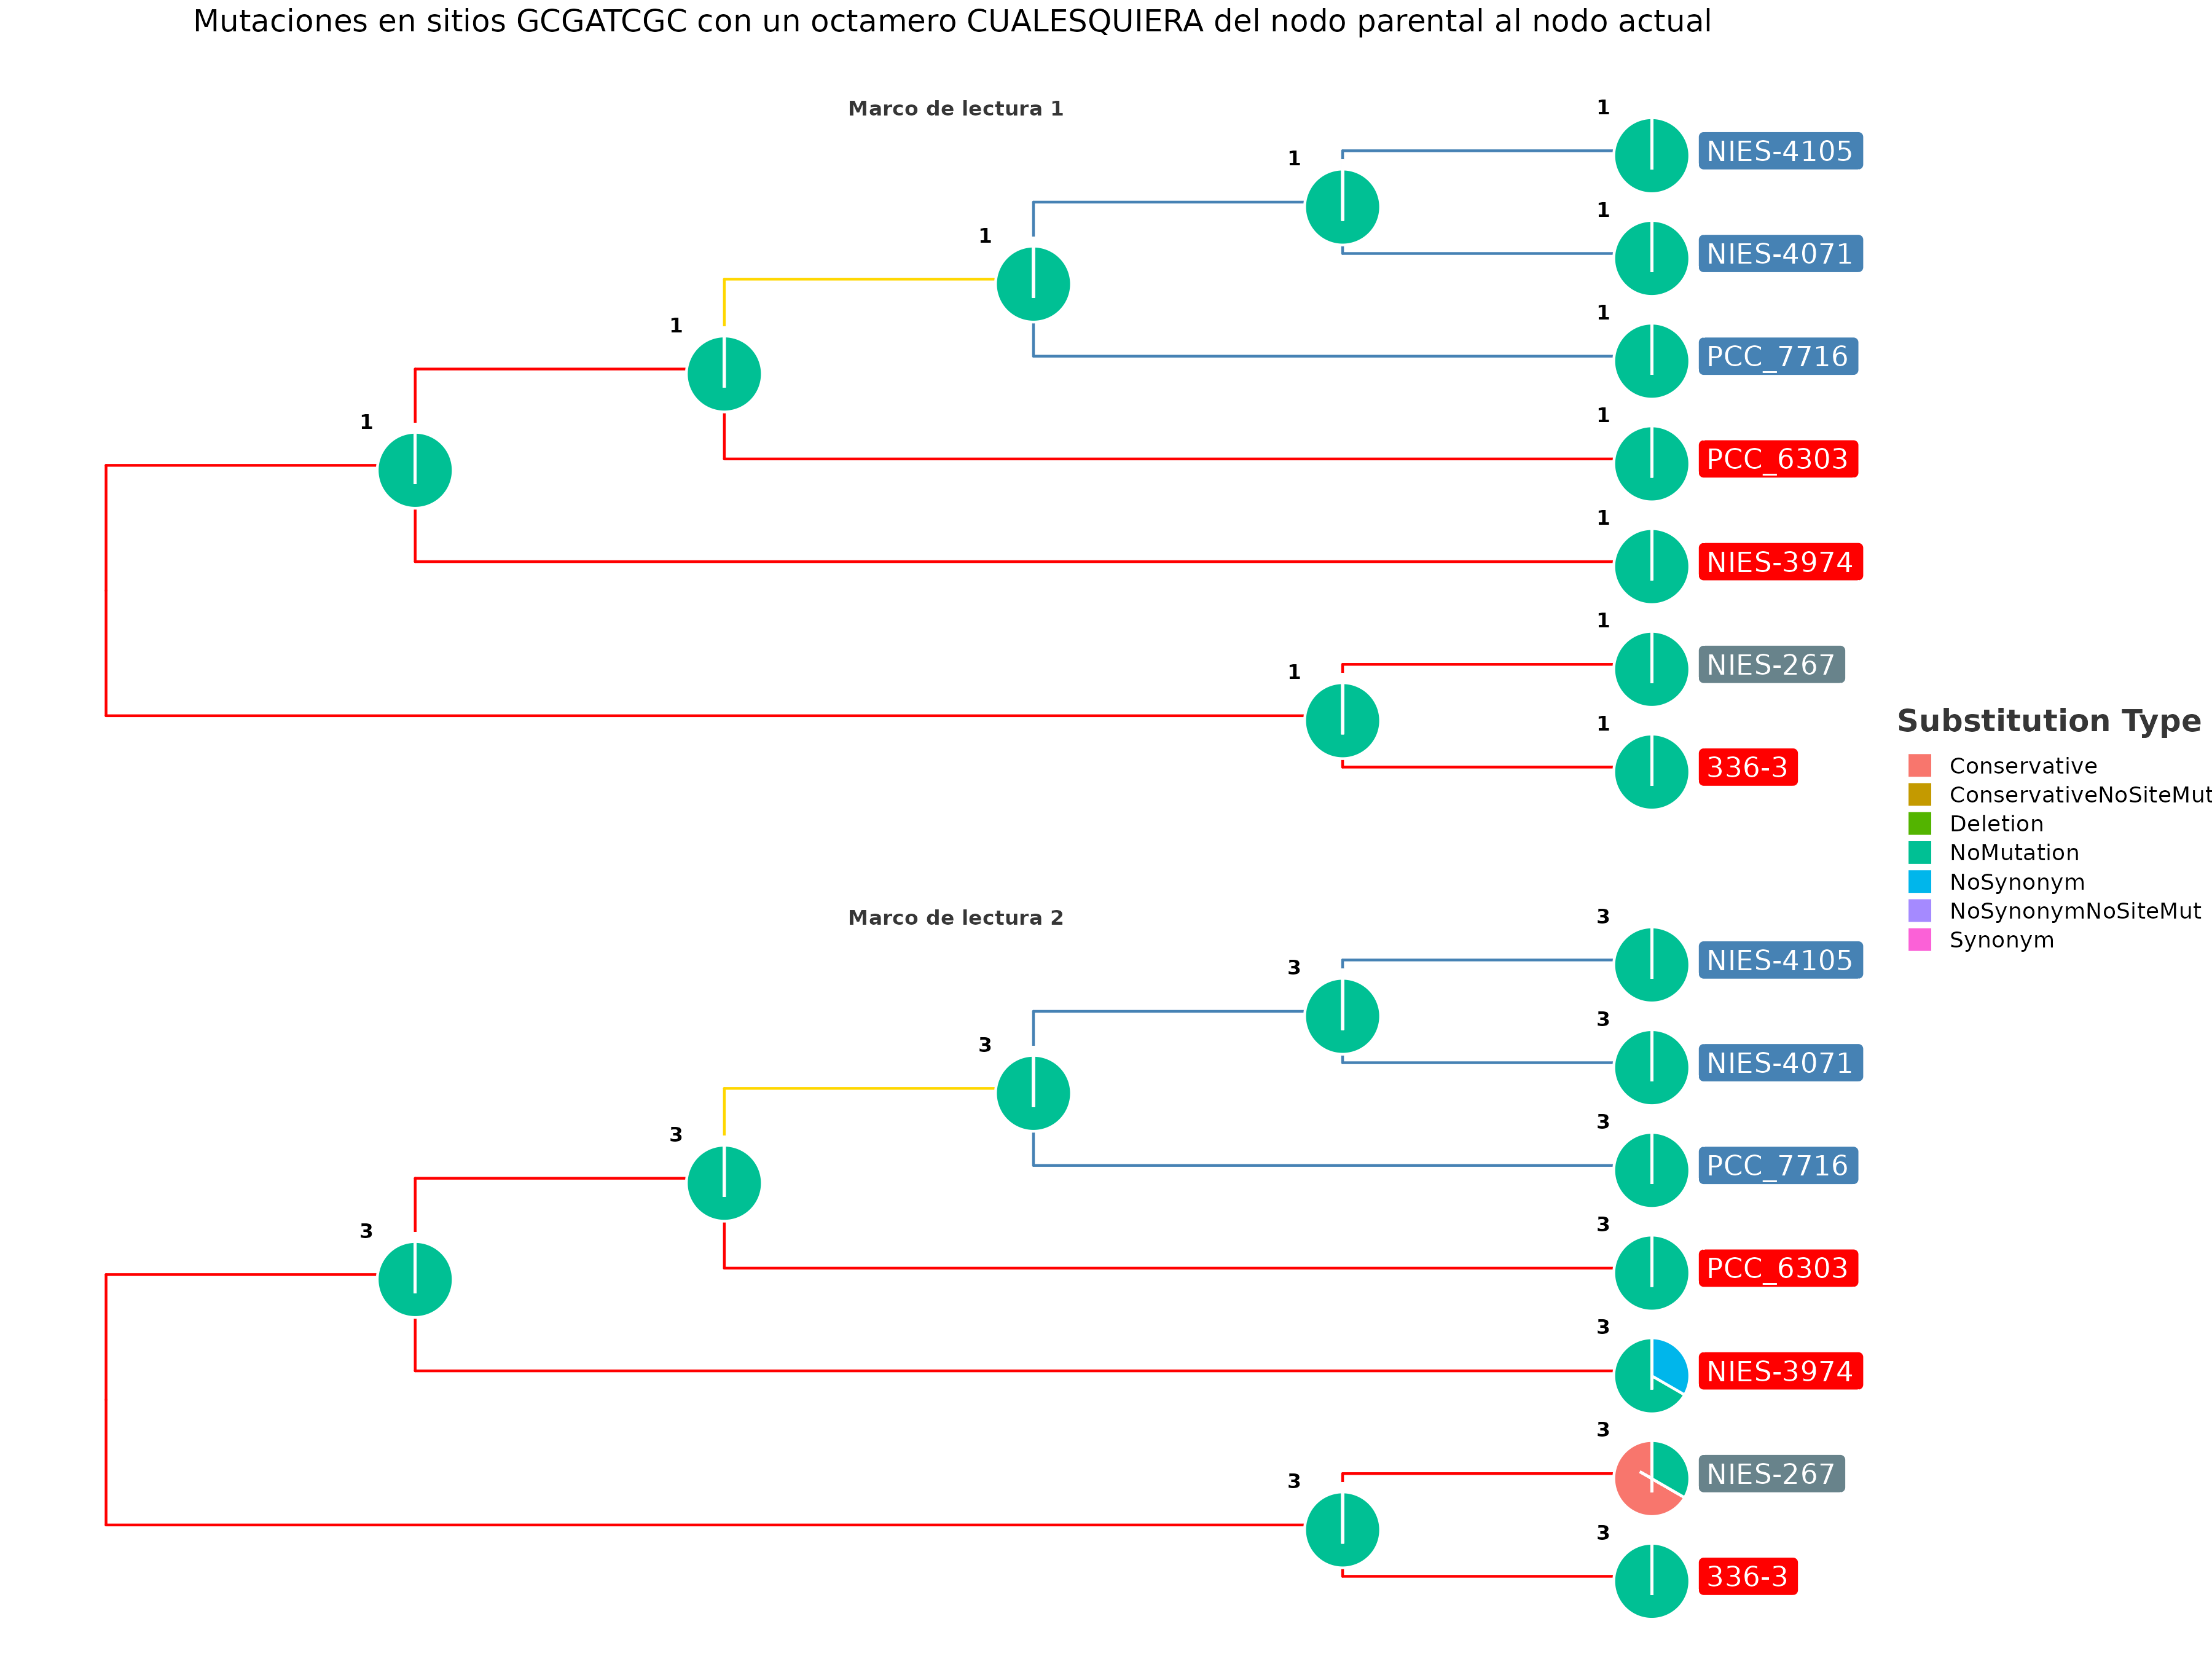 Mutaciones en sitios GCGATCGC con un octamero CUALESQUIERA del nodo parental al nodo actual
Marco de lectura 1
1
NIES-4105
1
1
NIES-4071
1
1
PCC_7716
1
1
PCC_6303
1
1
NIES-3974
1
NIES-267
1
1
336-3
Substitution Type
Conservative
ConservativeNoSiteMut
Deletion
NoMutation
NoSynonym
NoSynonymNoSiteMut
Synonym
Marco de lectura 2
3
NIES-4105
3
3
NIES-4071
3
3
PCC_7716
3
3
PCC_6303
3
3
NIES-3974
3
NIES-267
3
3
336-3